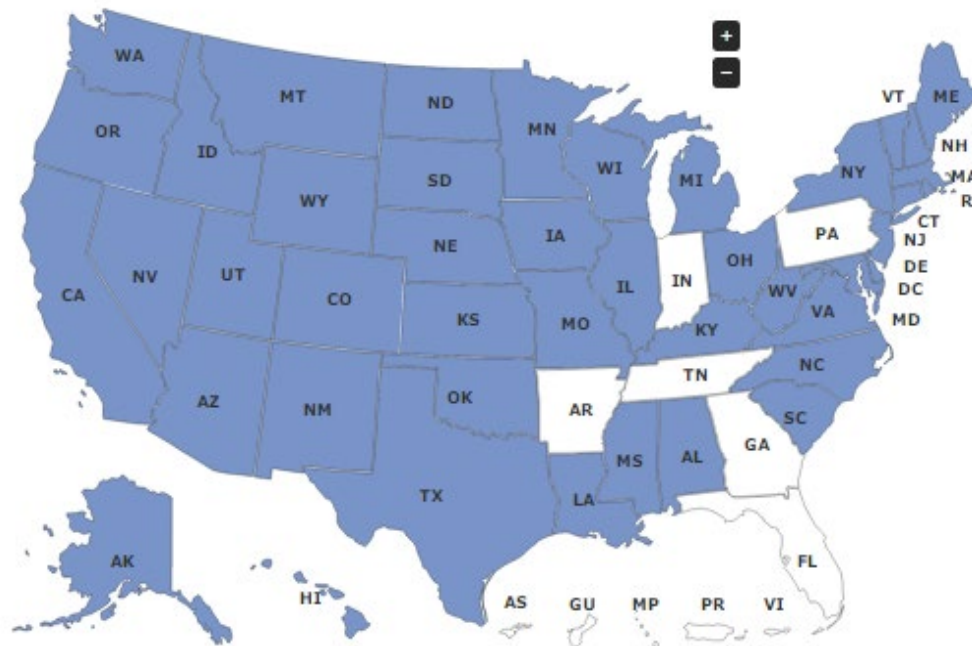 +
−
WA
MT
ND
MN
VT
ME
OR
ID
SD
WI
MI
NY
NH
MA
R
WY
CT
IA
PA
NJ
NE
OH
DE
NV
UT
IL
IN
DC
CA
CO
WV
VA
MD
KS
MO
KY
NC
TN
AZ
NM
OK
AR
SC
MS
AL
GA
TX
LA
AK
FL
HI
AS
GU
MP
PR
VI